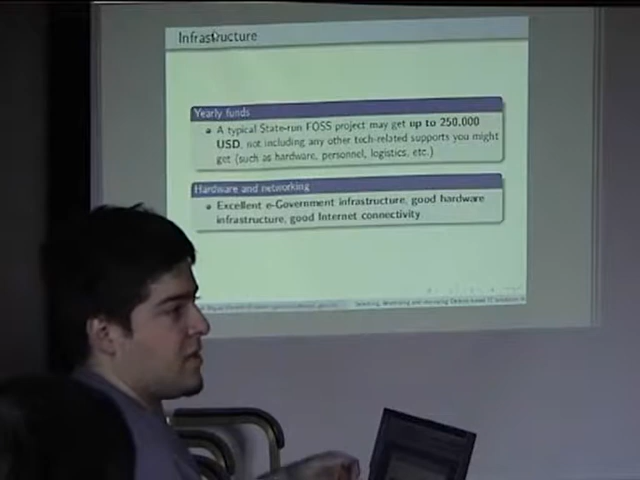 Infrastructure
Yearly funds
A typical State-run FOSS project may get up to 250.000
USD, not including any other tech-related supports you might
get (such as hardware, personnel, logistics, etc.)
Hardware and networking
Excellent e-Government infrastructure, good hardware
infrastructure, good Internet connectivity